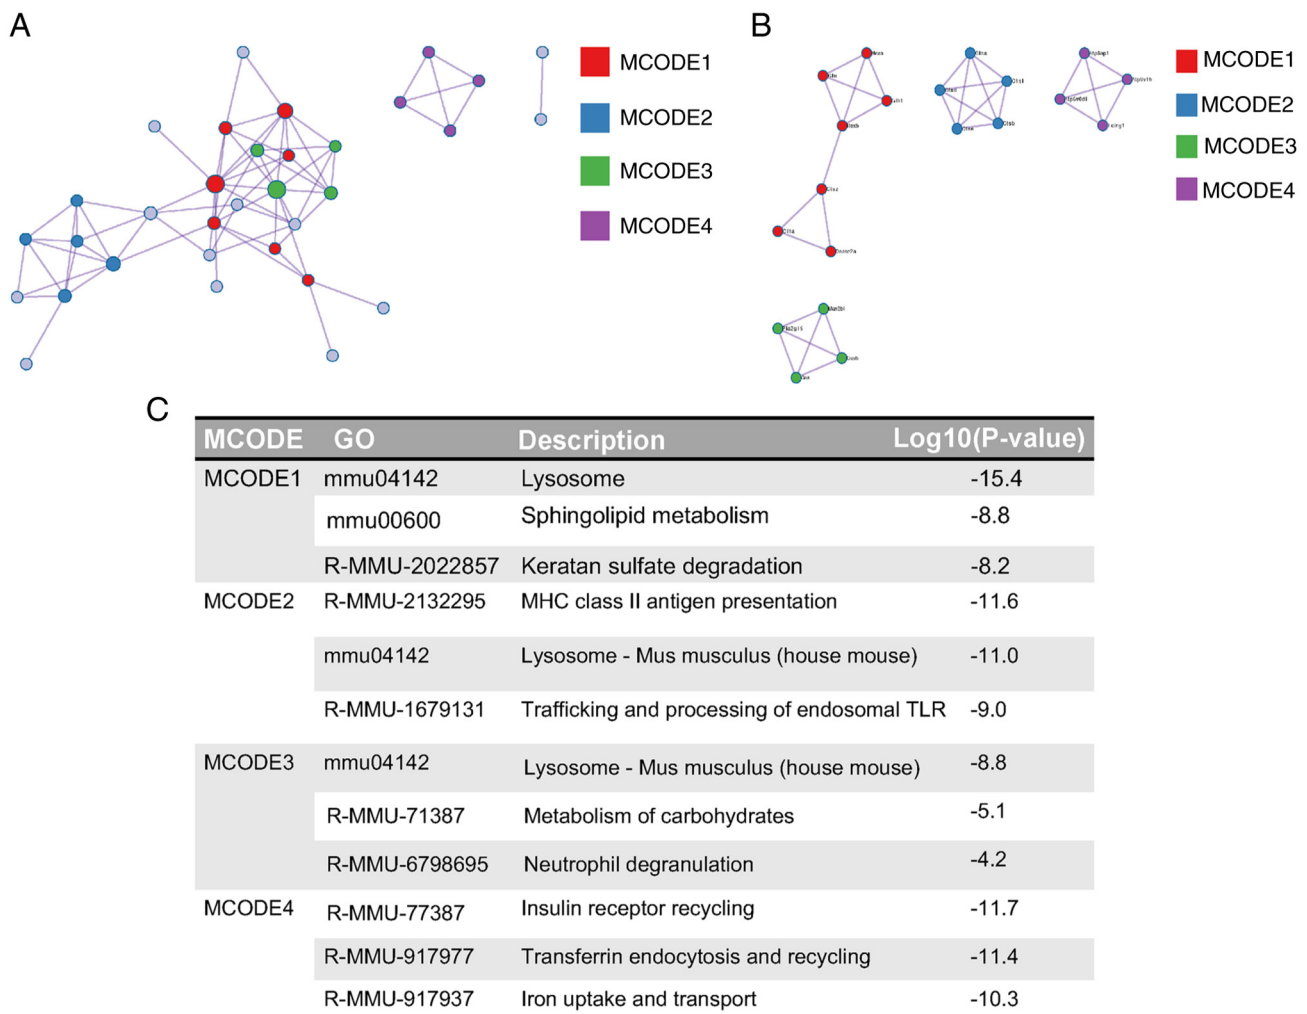 A
MCODE1
MCODE2
MCODE3
MCODE4
B
MCODE1
MCODE2
MCODE3
MCODE4
C
MCODE GO Description Log10(P-value)
MCODE1 mmu04142 Lysosome -15.4
mmu00600 Sphingolipid metabolism -8.8
R-MMU-2022857 Keratan sulfate degradation -8.2
MCODE2 R-MMU-2132295 MHC class II antigen presentation -11.6
mmu04142 Lysosome - Mus musculus (house mouse) -11.0
R-MMU-1679131 Trafficking and processing of endosomal TLR -9.0
MCODE3 mmu04142 Lysosome - Mus musculus (house mouse) -8.8
R-MMU-71387 Metabolism of carbohydrates -5.1
R-MMU-6798695 Neutrophil degranulation -4.2
MCODE4 R-MMU-77387 Insulin receptor recycling -11.7
R-MMU-917977 Transferrin endocytosis and recycling -11.4
R-MMU-917937 Iron uptake and transport -10.3